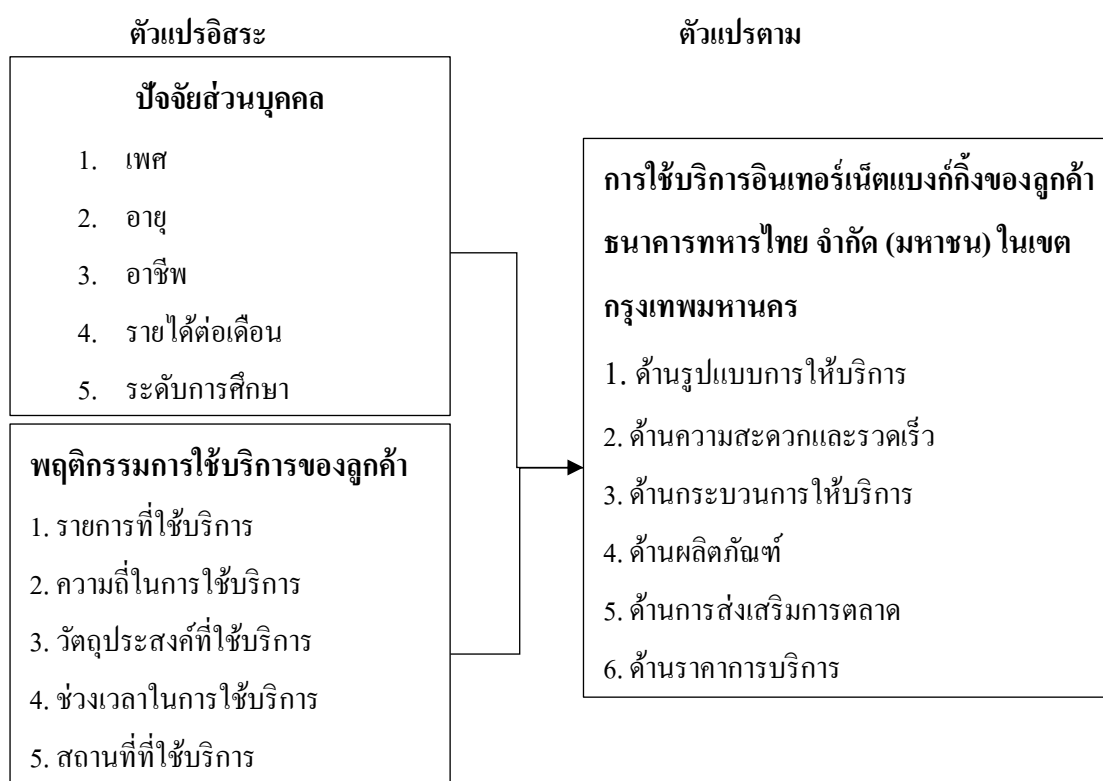 ตัวแปรอิสระ
ปัจจัยส่วนบุคคล
1. เพศ
2. อายุ
3. อาชีพ
4. รายได้ต่อเดือน
5. ระดับการศึกษา
พฤติกรรมการใช้บริการของลูกค้า
1. รายการที่ใช้บริการ
2. ความถี่ในการใช้บริการ
3. วัตถุประสงค์ที่ใช้บริการ
4. ช่วงเวลาในการใช้บริการ
5. สถานที่ที่ใช้บริการ
ตัวแปรตาม
การใช้บริการอินเทอร์เน็ตแบงก์กิ้งของลูกค้า
ธนาคารทหารไทย จำกัด (มหาชน) ในเขต
กรุงเทพมหานคร
1. ด้านรูปแบบการให้บริการ
2. ด้านความสะดวกและรวดเร็ว
3. ด้านกระบวนการให้บริการ
4. ด้านผลิตภัณฑ์
5. ด้านการส่งเสริมการตลาด
6. ด้านราคาการบริการ